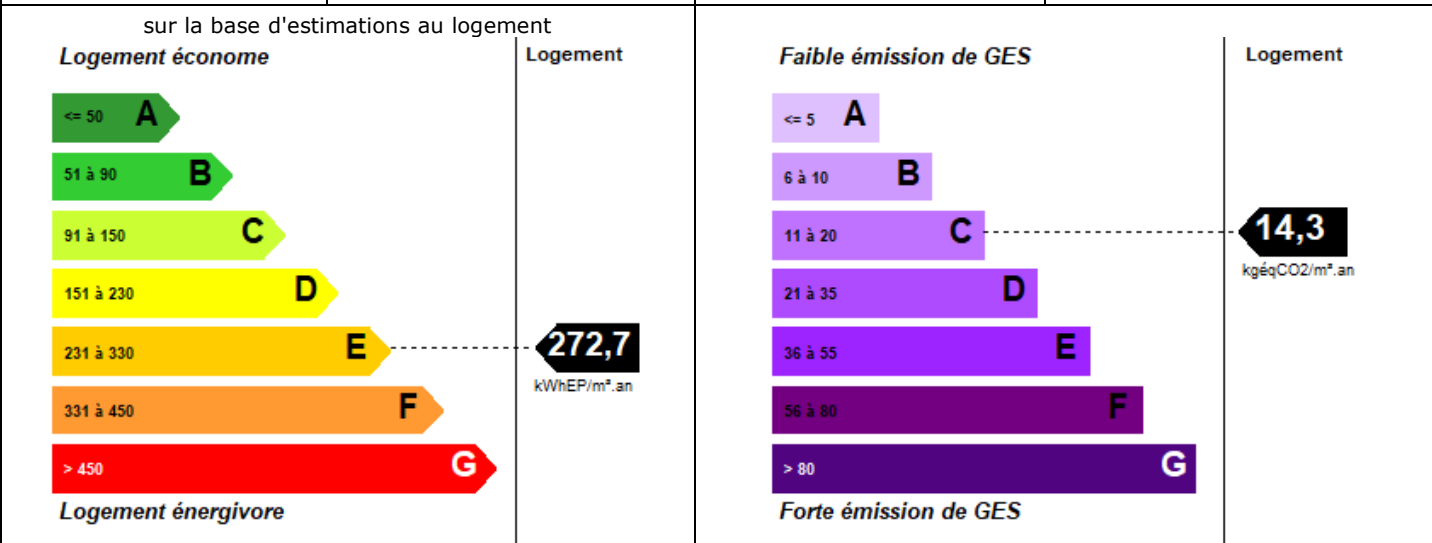 sur la base d'estimations au logement
Logement économe
Logement
<= 50 A
51 à 90 B
91 à 150 C
151 à 230 D
231 à 330 E
272,7
kWhEP/m².an
331 à 450 F
> 450 G
Logement énergivore
Faible émission de GES
Logement
<= 5 A
6 à 10 B
11 à 20 C
14,3
kgéqCO2/m².an
21 à 35 D
36 à 55 E
56 à 80 F
> 80 G
Forte émission de GES